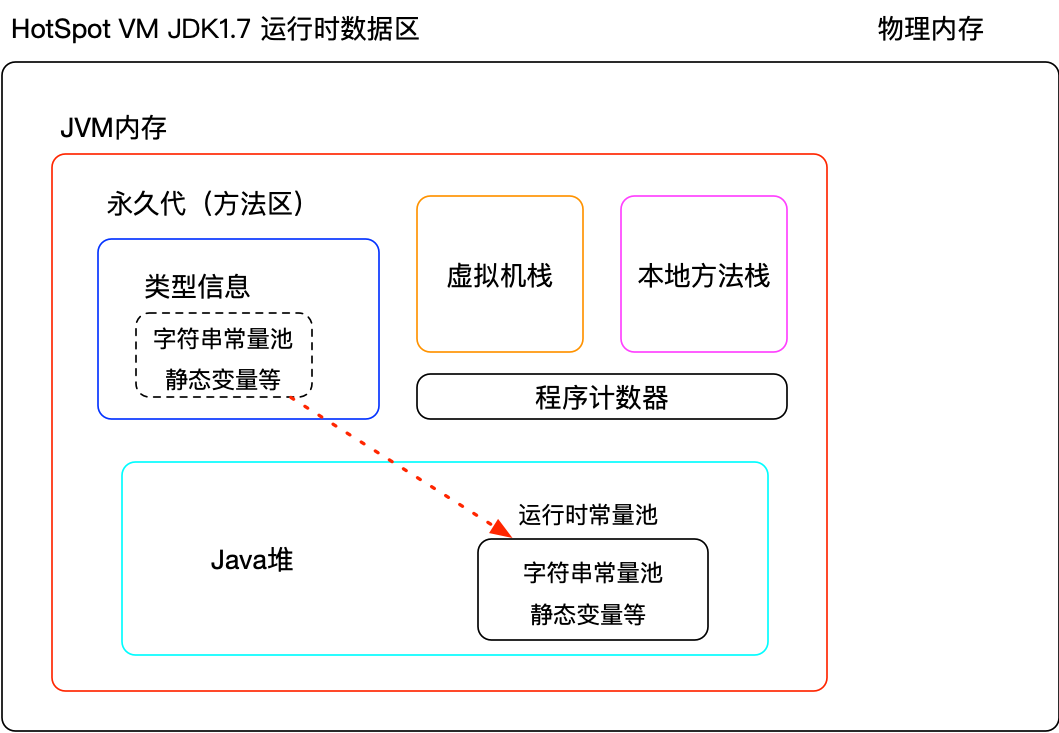 HotSpot VM JDK1.7 运行时数据区
物理内存
JVM内存
永久代（方法区）
类型信息
字符串常量池
静态变量等
虚拟机栈
本地方法栈
程序计数器
Java堆
运行时常量池
字符串常量池
静态变量等